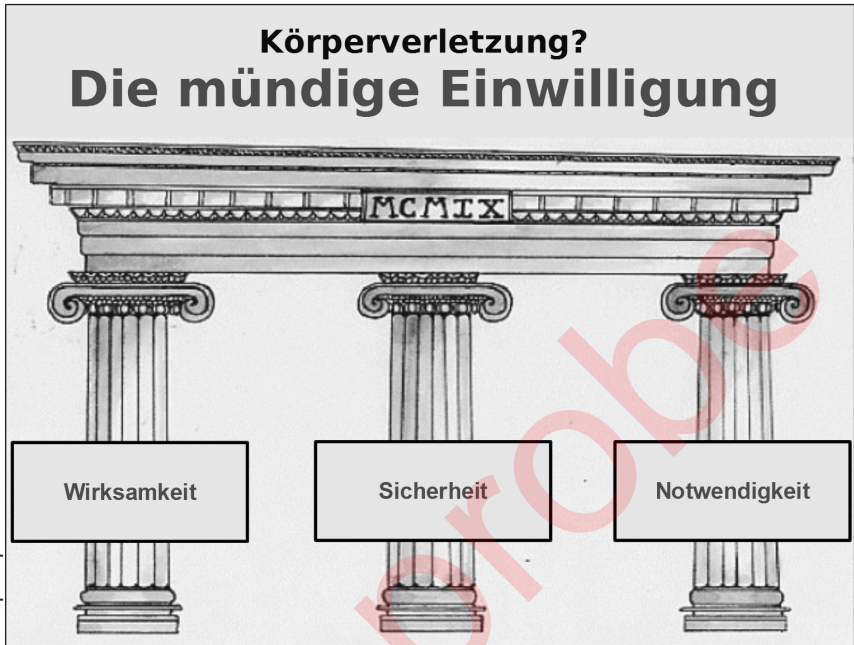 Körperverletzung?
Die mündige Einwilligung
MCMIX
Wirksamkeit
Sicherheit
Notwendigkeit
probe